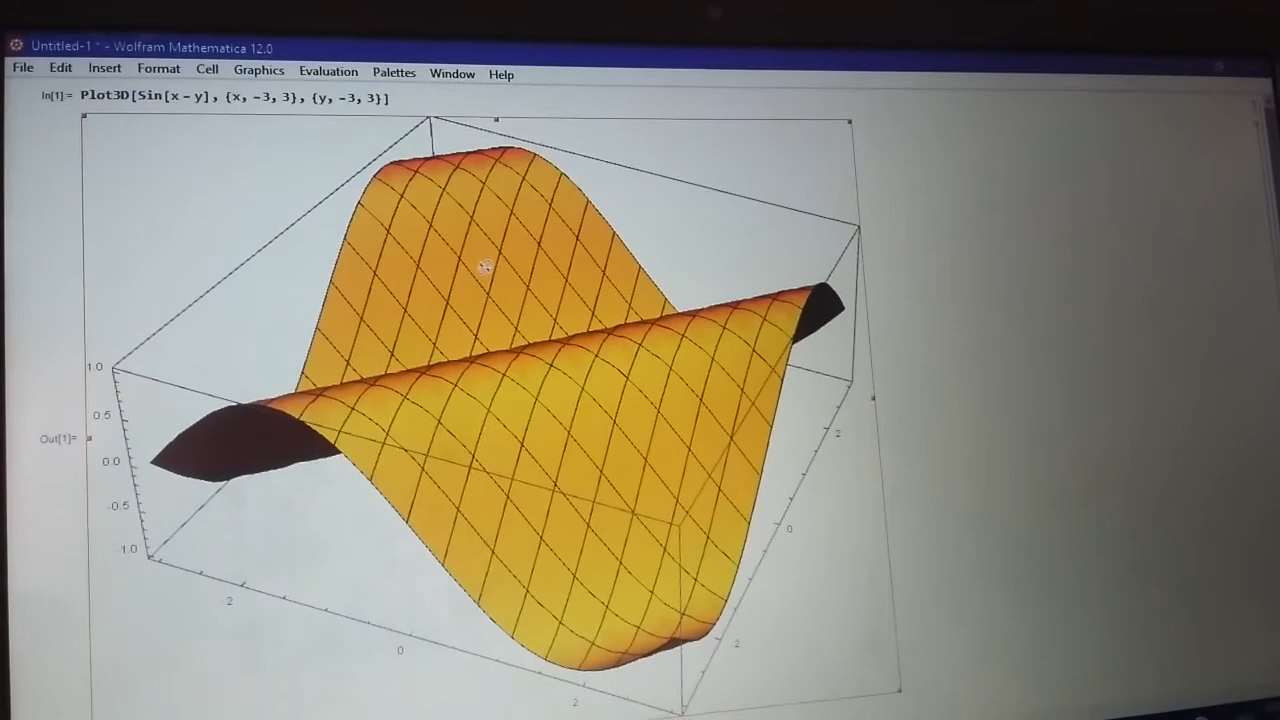 Untitled-1 * - Wolfram Mathematica 12.0
File Edit Insert Format Cell Graphics Evaluation Palettes Window Help
In[1]:= Plot3D[Sin[x - y], {x, -3, 3}, {y, -3, 3}]
1.0
0.5
0.0
-0.5
-1.0
Out[1]=
2
0
2
2
0
2